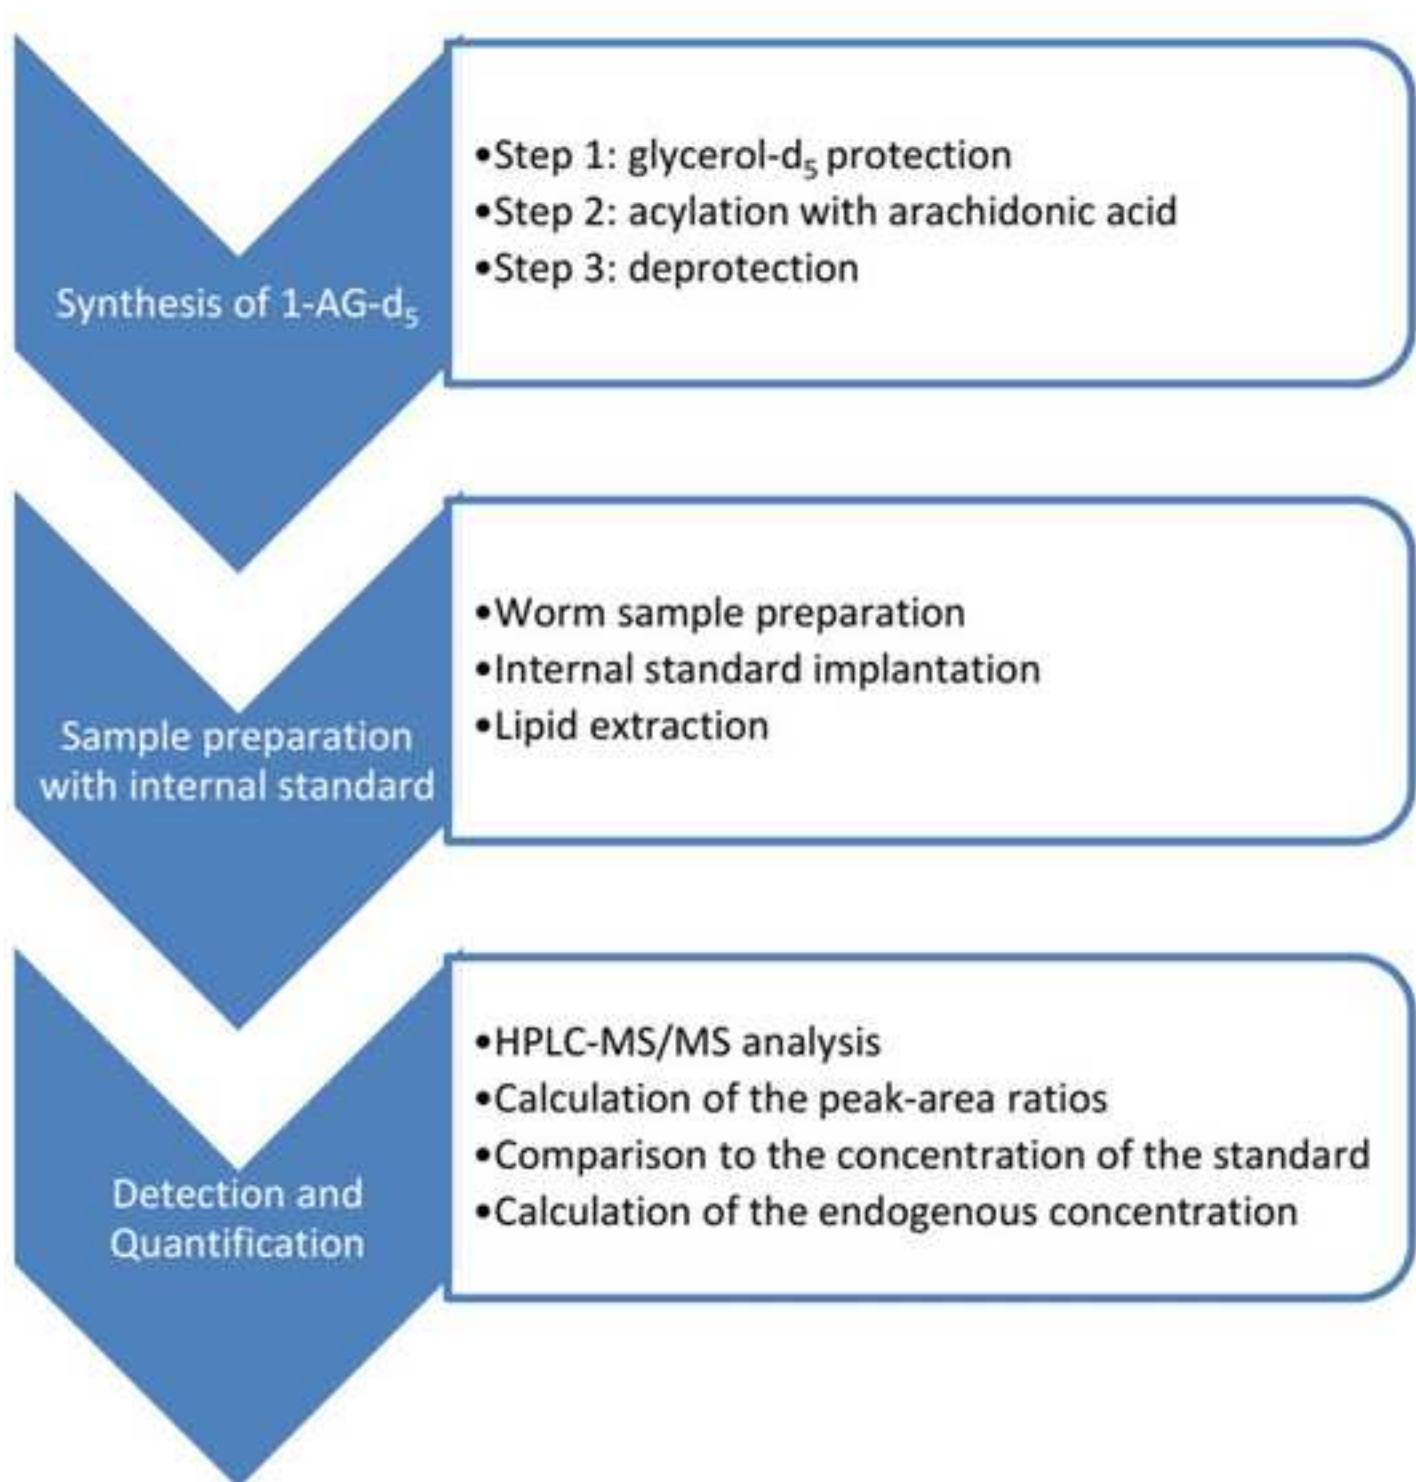 Synthesis of 1-AG-d₅
•Step 1: glycerol-d₅ protection
•Step 2: acylation with arachidonic acid
•Step 3: deprotection
Sample preparation
with internal standard
•Worm sample preparation
•Internal standard implantation
•Lipid extraction
Detection and
Quantification
•HPLC-MS/MS analysis
•Calculation of the peak-area ratios
•Comparison to the concentration of the standard
•Calculation of the endogenous concentration